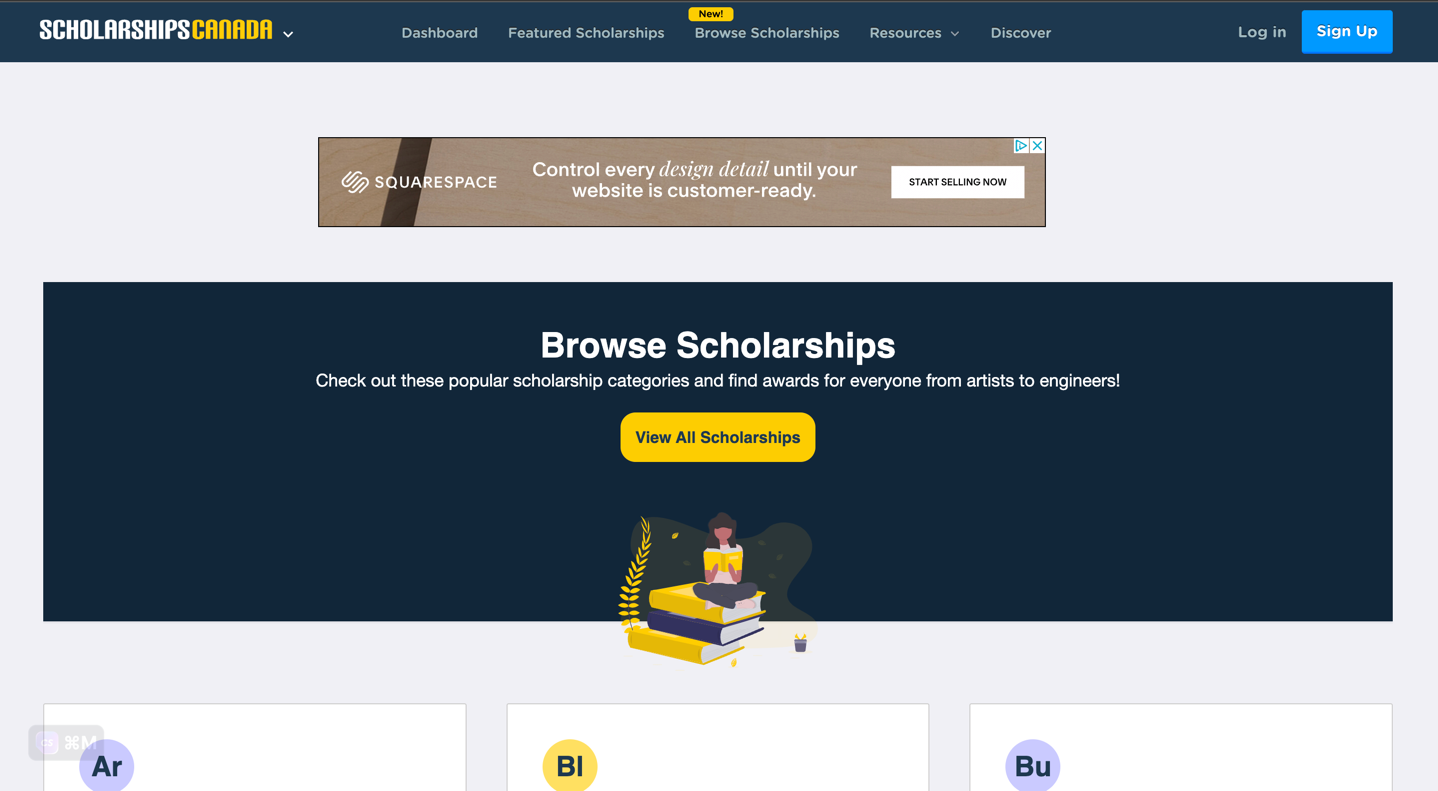 New!
SCHOLARSHIPSCANADA
Dashboard
Featured Scholarships
Browse Scholarships
Resources
Discover
Log in
Sign Up
SQUARESPACE
Control every design detail until your
website is customer-ready.
START SELLING NOW
Browse Scholarships
Check out these popular scholarship categories and find awards for everyone from artists to engineers!
View All Scholarships
⌘M
Ar
Bl
Bu